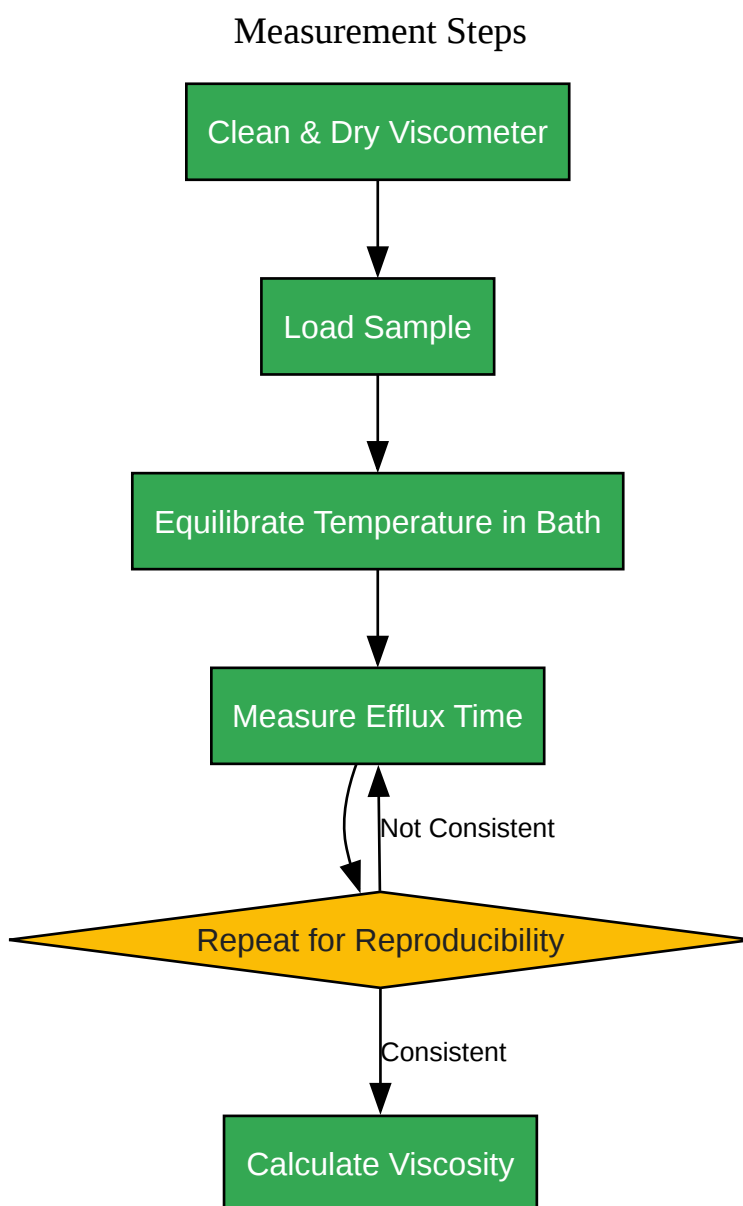 Measurement Steps
Clean & Dry Viscometer
Load Sample
Equilibrate Temperature in Bath
Measure Efflux Time
Not Consistent
Repeat for Reproducibility
Consistent
Calculate Viscosity